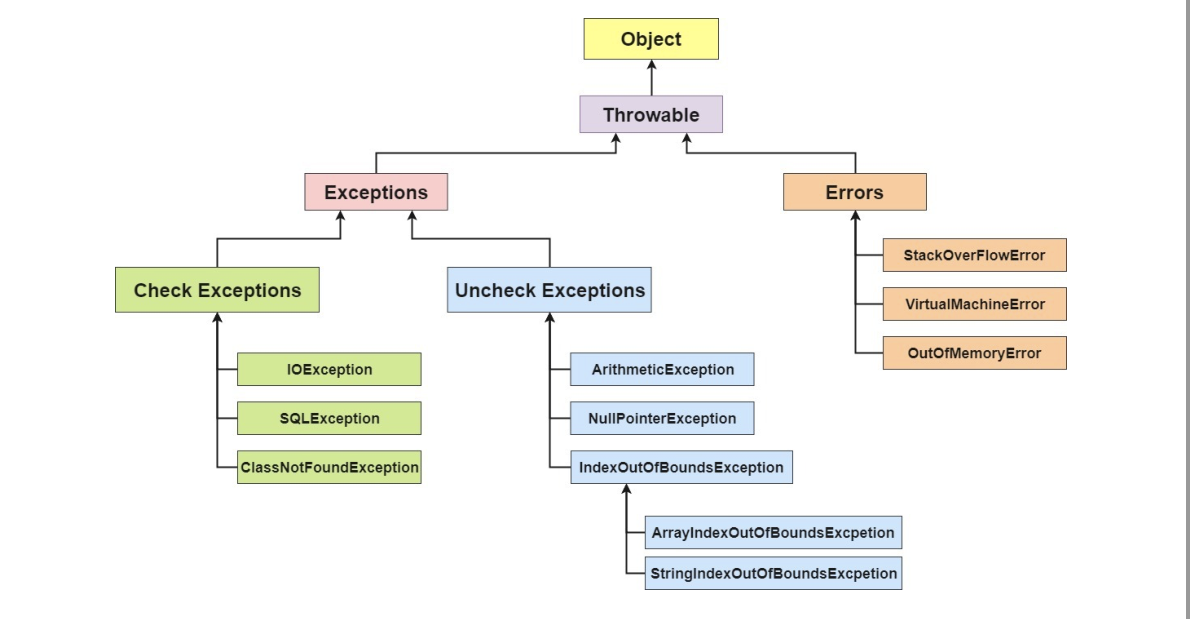 Object
Throwable
Exceptions
Errors
Check Exceptions
Uncheck Exceptions
StackOverFlowError
VirtualMachineError
OutOfMemoryError
IOException
SQLException
ClassNotFoundException
ArithmeticException
NullPointerException
IndexOutOfBoundsException
ArrayIndexOutOfBoundsExcpetion
StringIndexOutOfBoundsExcpetion